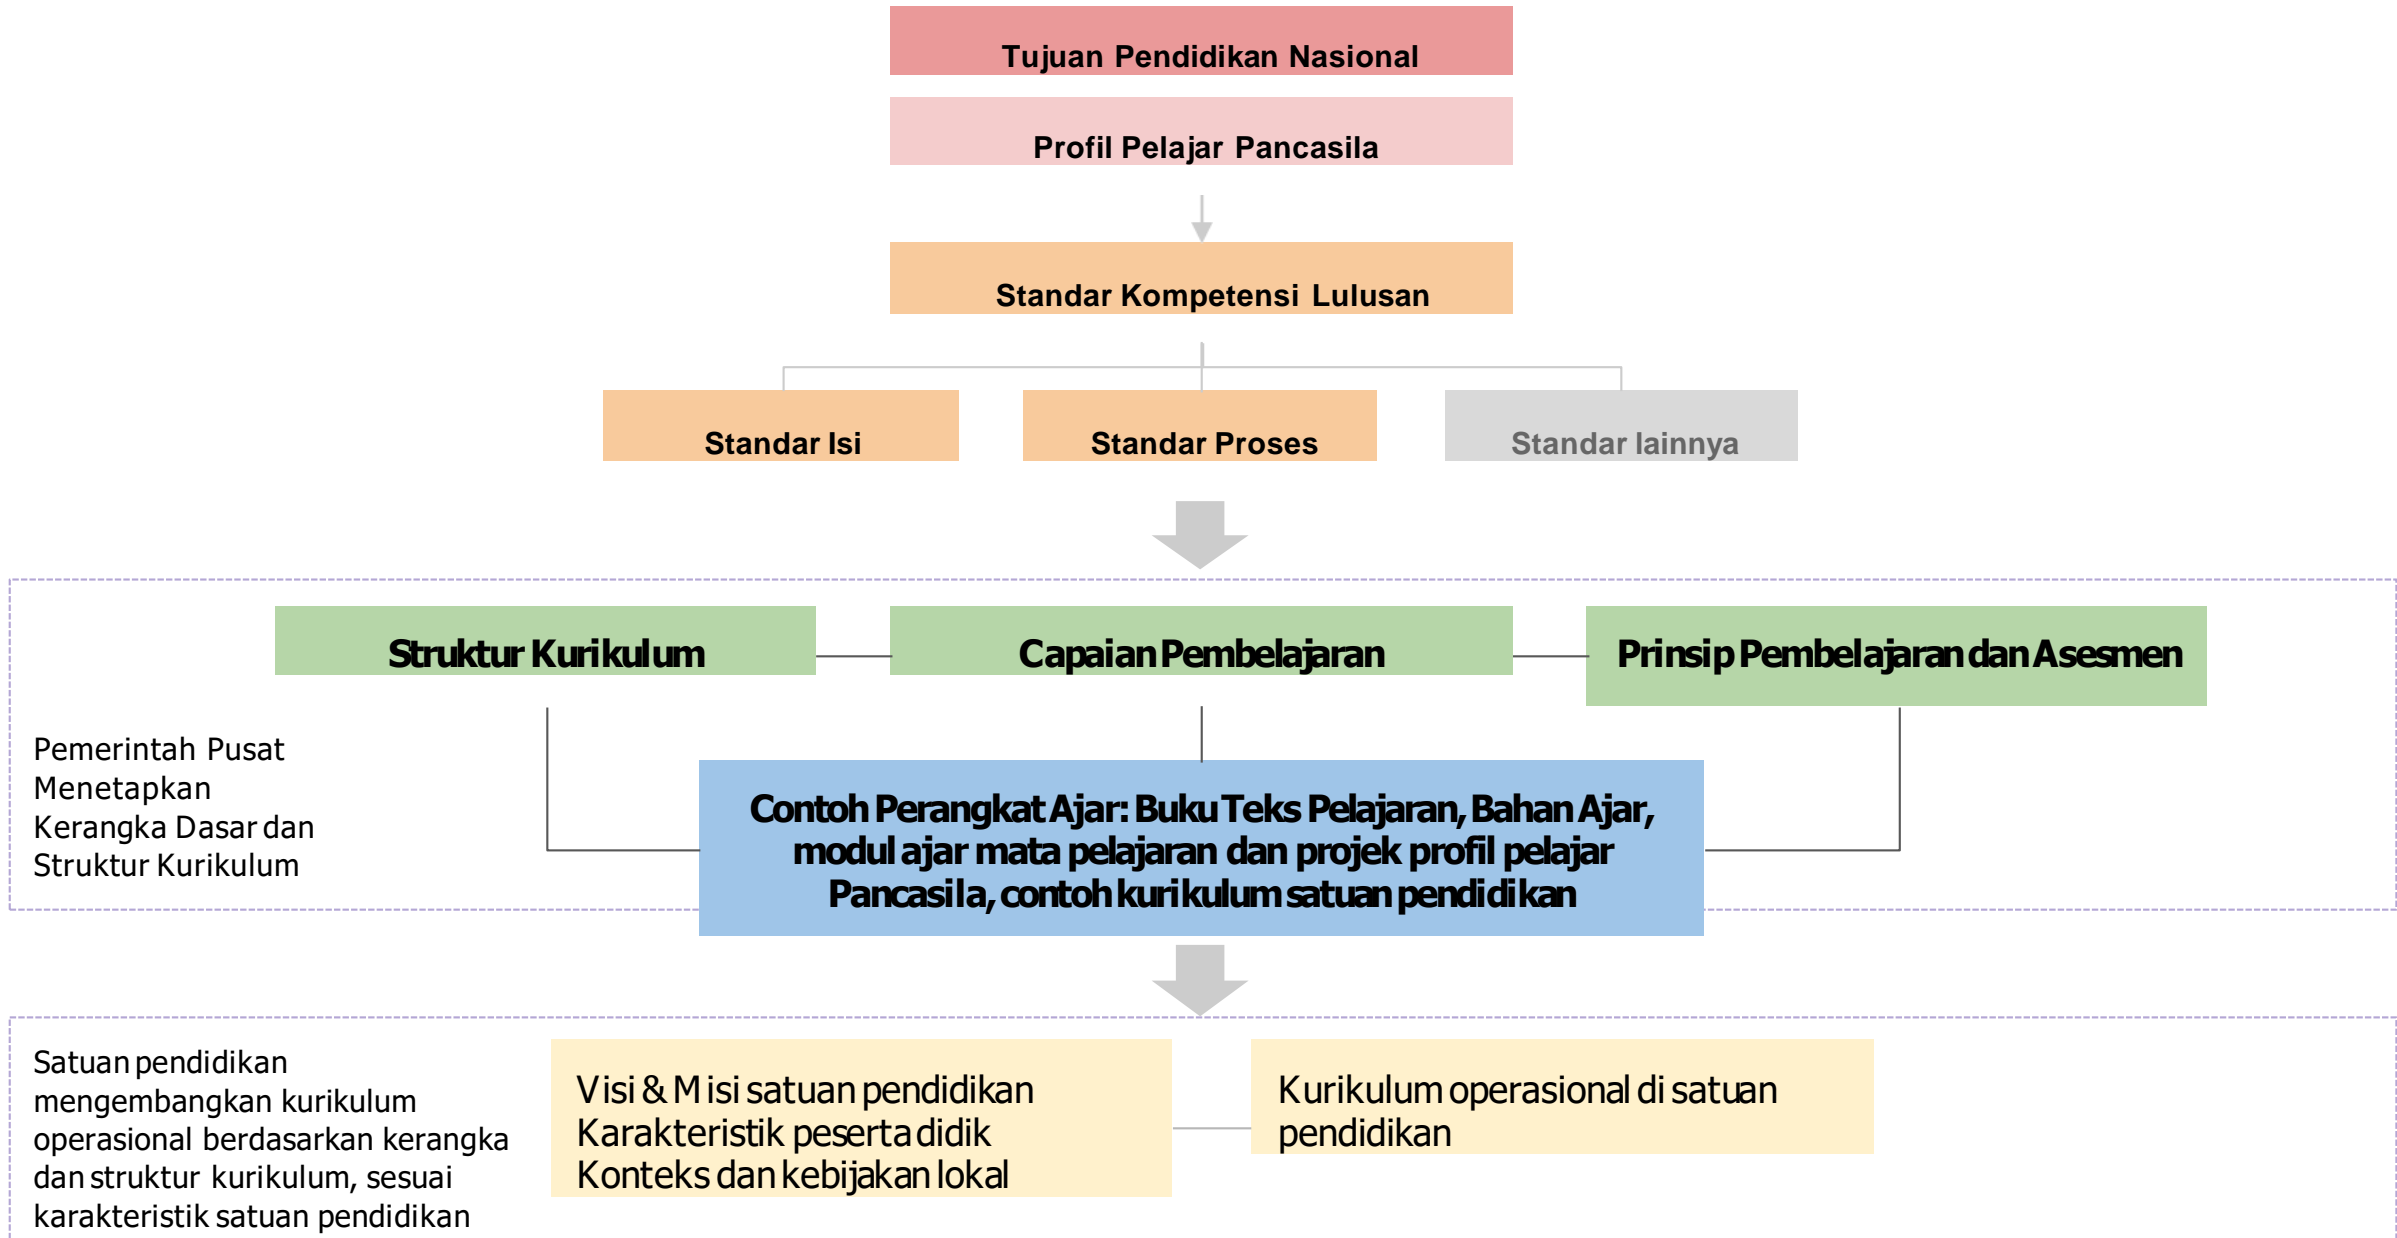 Tujuan Pendidikan Nasional
Profil Pelajar Pancasila
Standar Kompetensi Lulusan
Standar Isi
Standar Proses
Standar lainnya
Struktur Kurikulum
Capaian Pembelajaran
Prinsip Pembelajaran dan Asesmen
Pemerintah Pusat
Menetapkan
Kerangka Dasar dan
Struktur Kurikulum
Contoh Perangkat Ajar: Buku Teks Pelajaran, Bahan Ajar,
modul ajar mata pelajaran dan projek profil pelajar
Pancasila, contoh kurikulum satuan pendidikan
Satuan pendidikan
mengembangkan kurikulum
operasional berdasarkan kerangka
dan struktur kurikulum, sesuai
karakteristik satuan pendidikan
Visi & Misi satuan pendidikan
Karakteristik peserta didik
Konteks dan kebijakan lokal
Kurikulum operasional di satuan
pendidikan